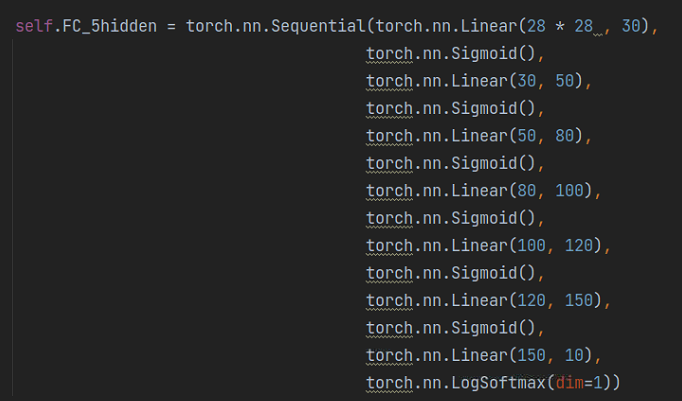 self.FC_5hidden = torch.nn.Sequential(torch.nn.Linear(28 * 28 , 30),
torch.nn.Sigmoid(),
torch.nn.Linear(30, 50),
torch.nn.Sigmoid(),
torch.nn.Linear(50, 80),
torch.nn.Sigmoid(),
torch.nn.Linear(80, 100),
torch.nn.Sigmoid(),
torch.nn.Linear(100, 120),
torch.nn.Sigmoid(),
torch.nn.Linear(120, 150),
torch.nn.Sigmoid(),
torch.nn.Linear(150, 10),
torch.nn.LogSoftmax(dim=1))